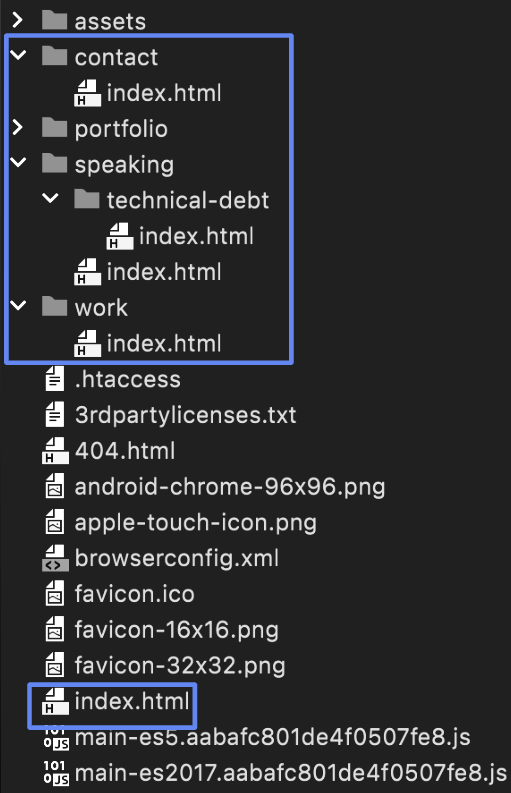 assets
contact
index.html
portfolio
speaking
technical-debt
index.html
index.html
work
index.html
.htaccess
3rdpartylicenses.txt
404.html
android-chrome-96x96.png
apple-touch-icon.png
browserconfig.xml
favicon.ico
favicon-16x16.png
favicon-32x32.png
index.html
main-es5.aabafc801de4f0507fe8.js
main-es2017.aabafc801de4f0507fe8.js